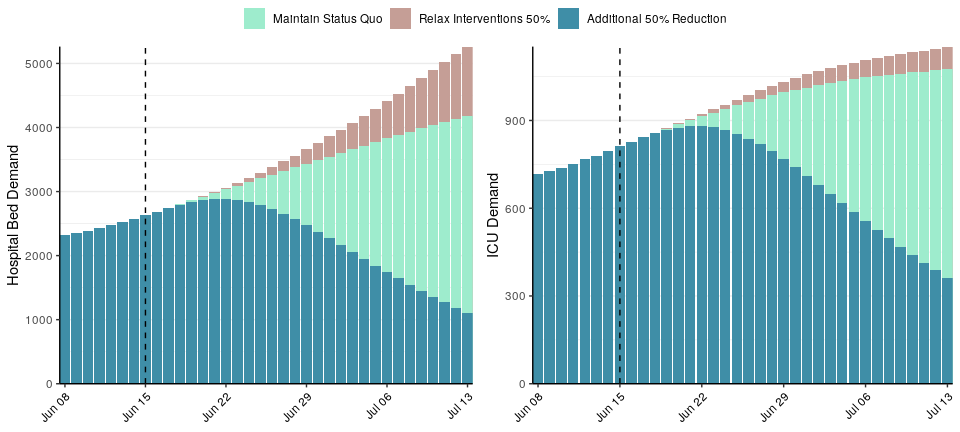 Maintain Status Quo Relax Interventions 50% Additional 50% Reduction
Hospital Bed Demand
5000
4000
3000
2000
1000
0
Jun 08 Jun 15 Jun 22 Jun 29 Jul 06 Jul 13
ICU Demand
900
600
300
0
Jun 08 Jun 15 Jun 22 Jun 29 Jul 06 Jul 13